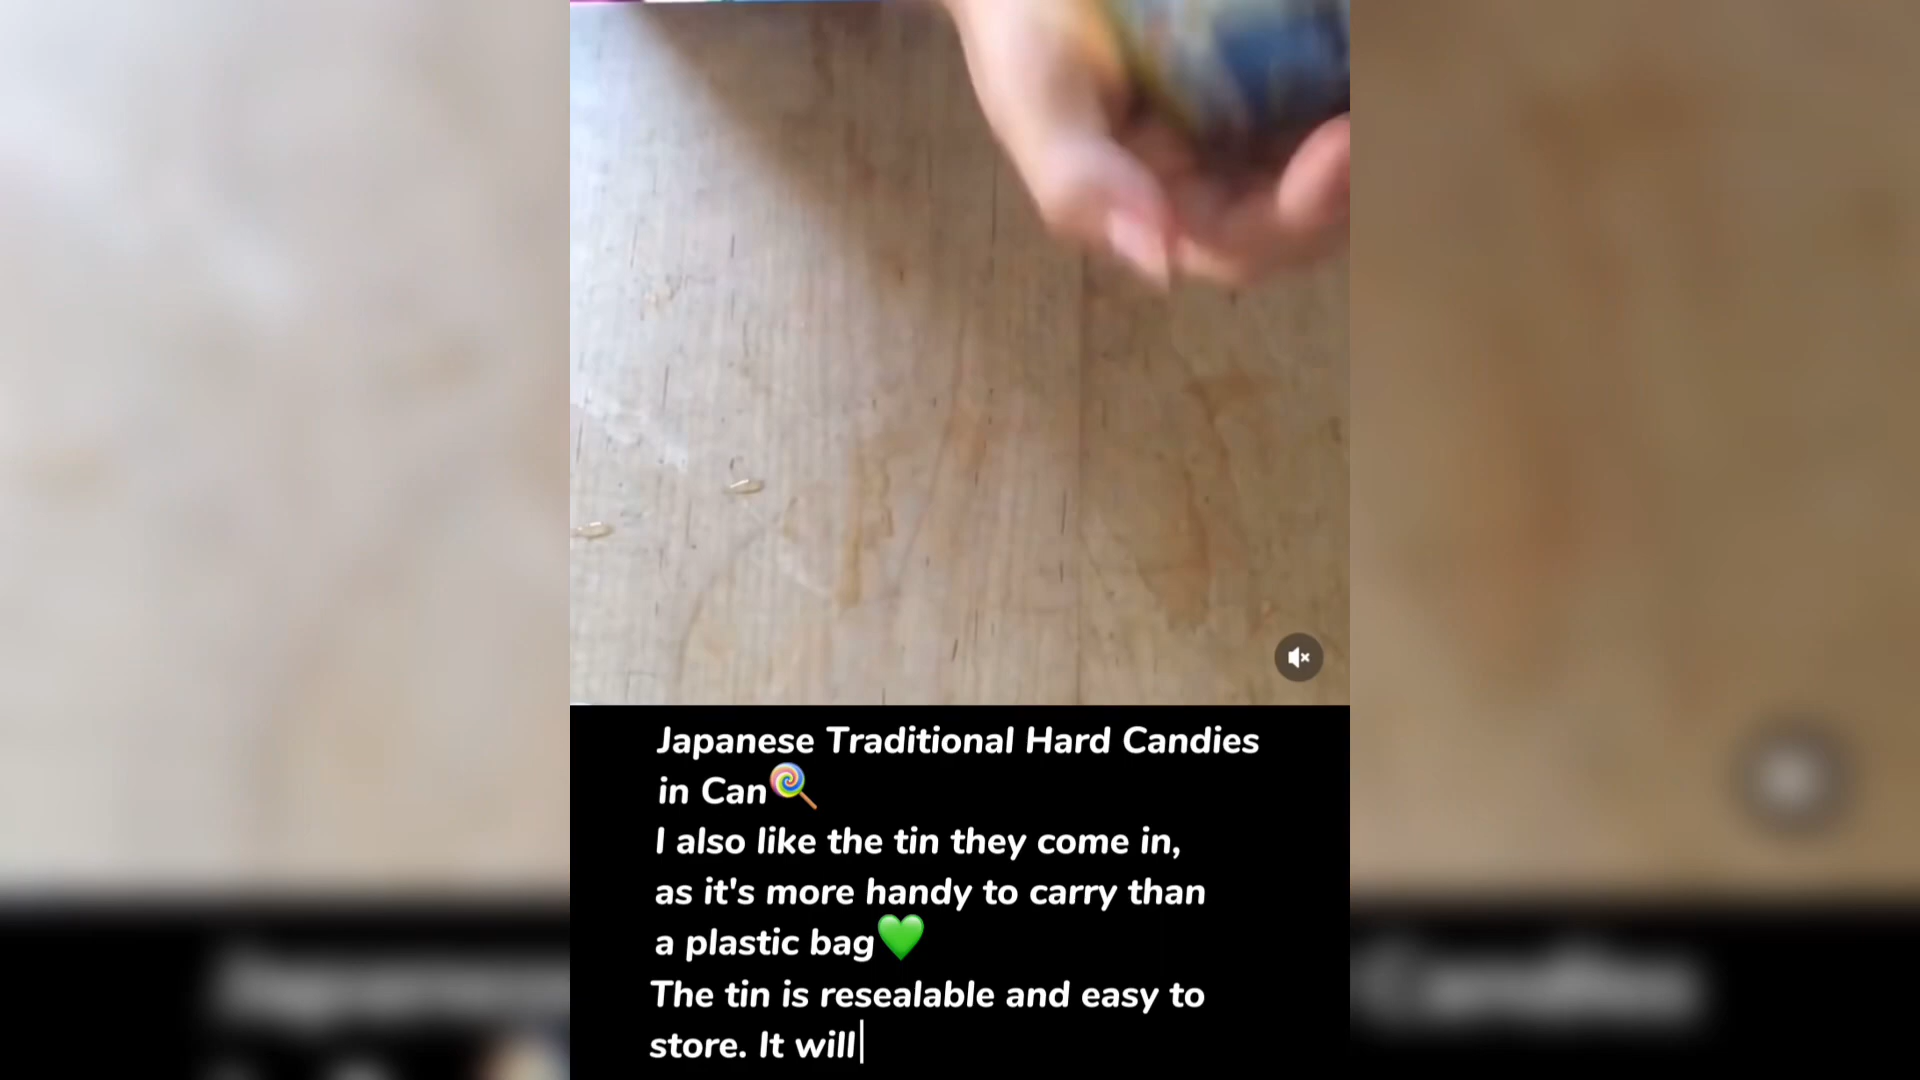 Japanese Traditional Hard Candies
in Can🍭
I also like the tin they come in,
as it's more handy to carry than
a plastic bag💚
The tin is resealable and easy to
store. It will